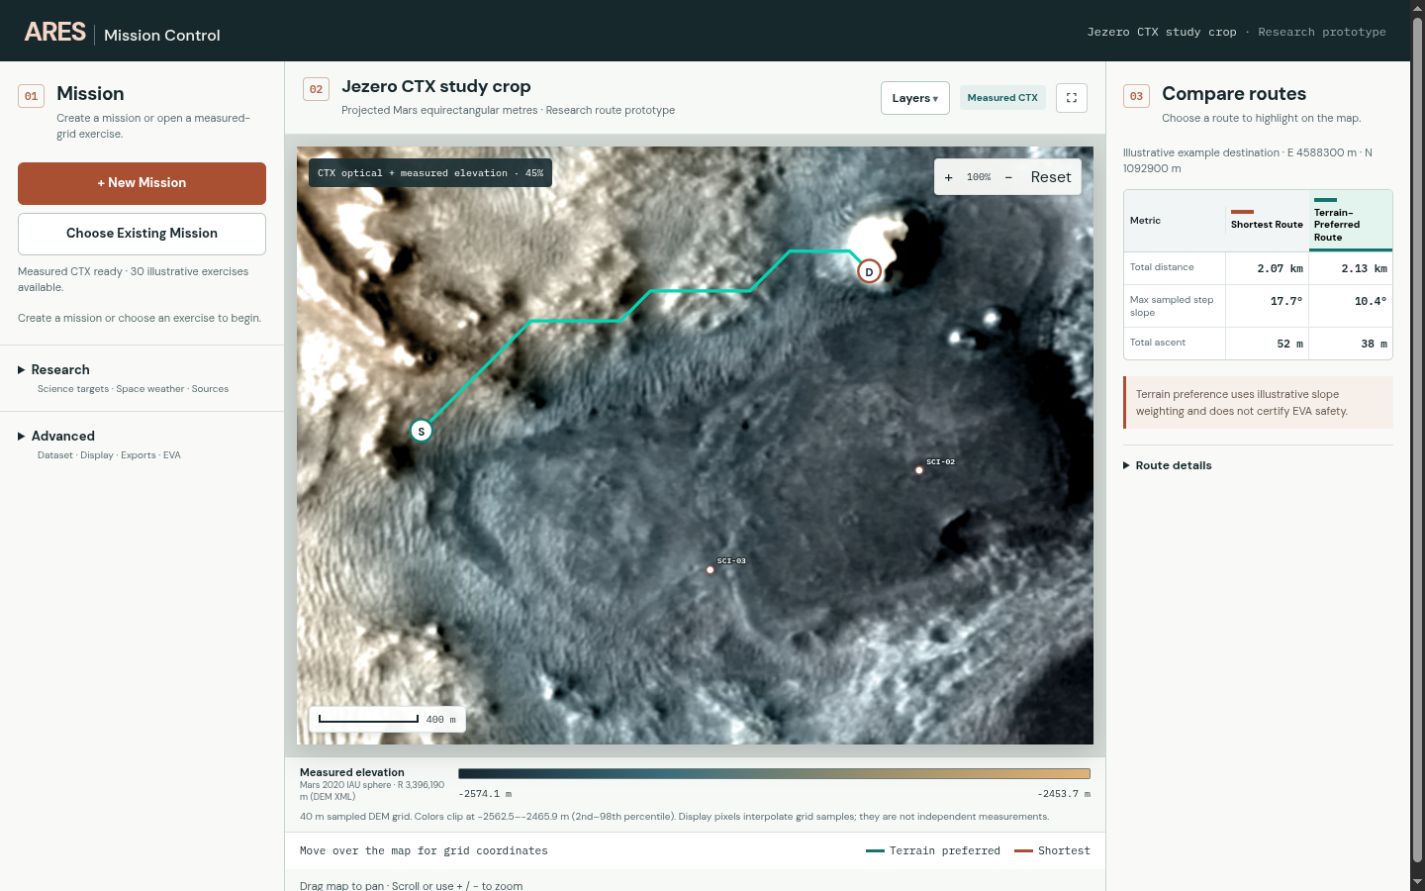 ARES
Mission Control
Jezero CTX study crop · Research prototype
01
Mission
Create a mission or open a measured-
grid exercise.
+ New Mission
Choose Existing Mission
Measured CTX ready · 30 illustrative exercises
available.
Create a mission or choose an exercise to begin.
Research
Science targets · Space weather · Sources
Advanced
Dataset · Display · Exports · EVA
02
Jezero CTX study crop
Projected Mars equirectangular metres · Research route prototype
Layers ▾
Measured CTX
CTX optical + measured elevation · 45%
+ 100% − Reset
D
S
SCI-02
SCI-03
400 m
Measured elevation
Mars 2020 IAU sphere · R 3,396,190
m (DEM XML)
-2574.1 m
-2453.7 m
40 m sampled DEM grid. Colors clip at -2562.5–-2465.9 m (2nd–98th percentile). Display pixels interpolate grid samples; they are not independent measurements.
Move over the map for grid coordinates
Terrain preferred
Shortest
Drag map to pan · Scroll or use + / − to zoom
03
Compare routes
Choose a route to highlight on the map.
Illustrative example destination · E 4588300 m · N
1092900 m
Metric
Shortest Route
Terrain-
Preferred
Route
Total distance 2.07 km 2.13 km
Max sampled step
slope
17.7° 10.4°
Total ascent 52 m 38 m
Terrain preference uses illustrative slope
weighting and does not certify EVA safety.
Route details